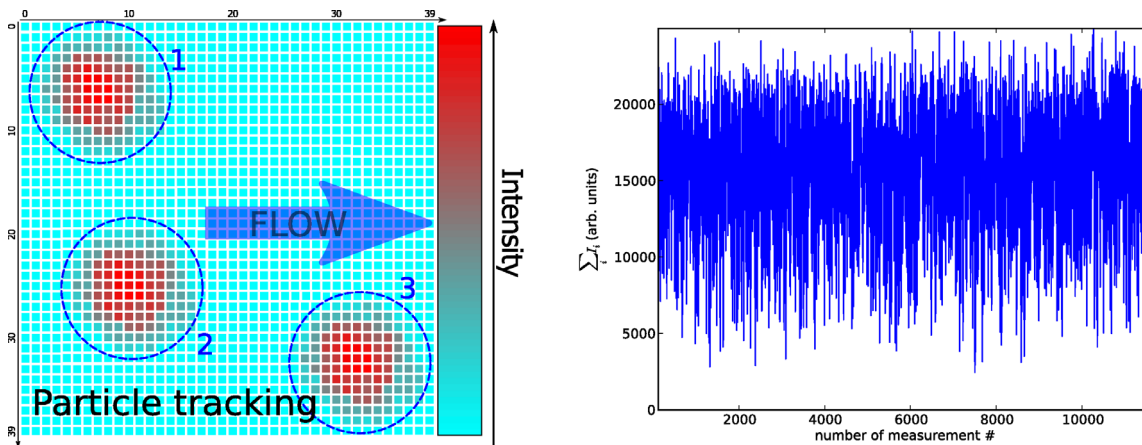 0 10 20 30 39
0
10
20
30
39
1
2
3
FLOW
Particle tracking
Intensity
∑ᵢ Iᵢ (arb. units)
20000
15000
10000
5000
0
2000 4000 6000 8000 10000
number of measurement #